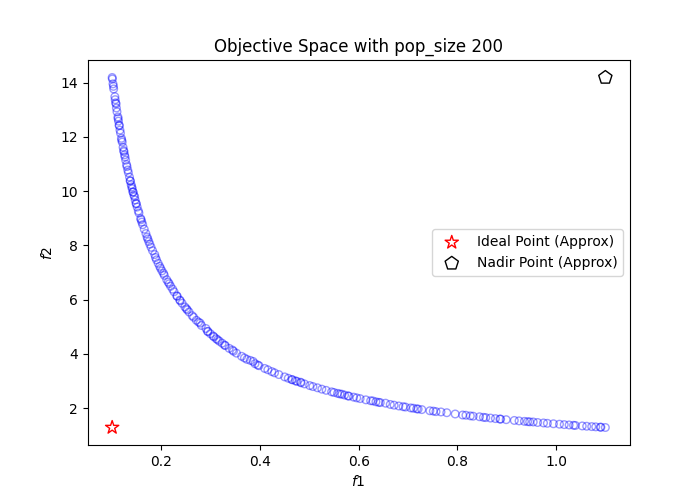 Objective Space with pop_size 200
14
12
10
8
6
4
2
f2
Ideal Point (Approx)
Nadir Point (Approx)
0.2 0.4 0.6 0.8 1.0
f1